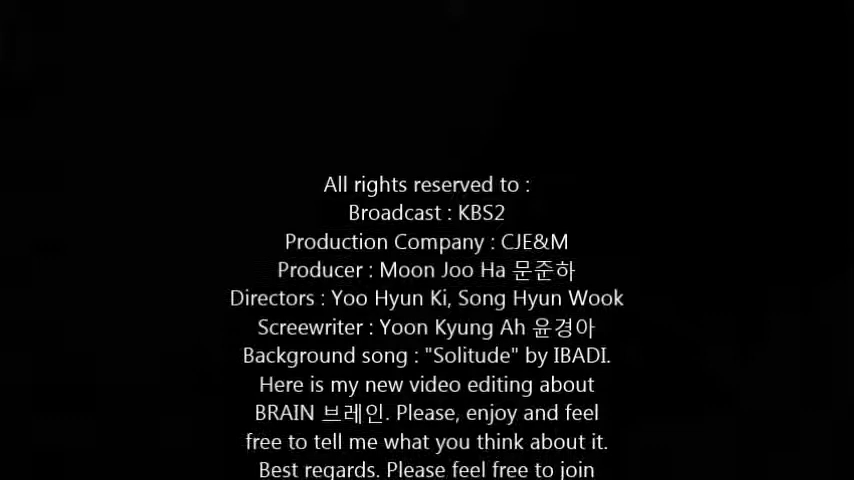 All rights reserved to :
Broadcast : KBS2
Production Company : CJE&M
Producer : Moon Joo Ha 문준하
Directors : Yoo Hyun Ki, Song Hyun Wook
Screewriter : Yoon Kyung Ah 윤경아
Background song : "Solitude" by IBADI.
Here is my new video editing about
BRAIN 브레인. Please, enjoy and feel
free to tell me what you think about it.
Best regards. Please feel free to join